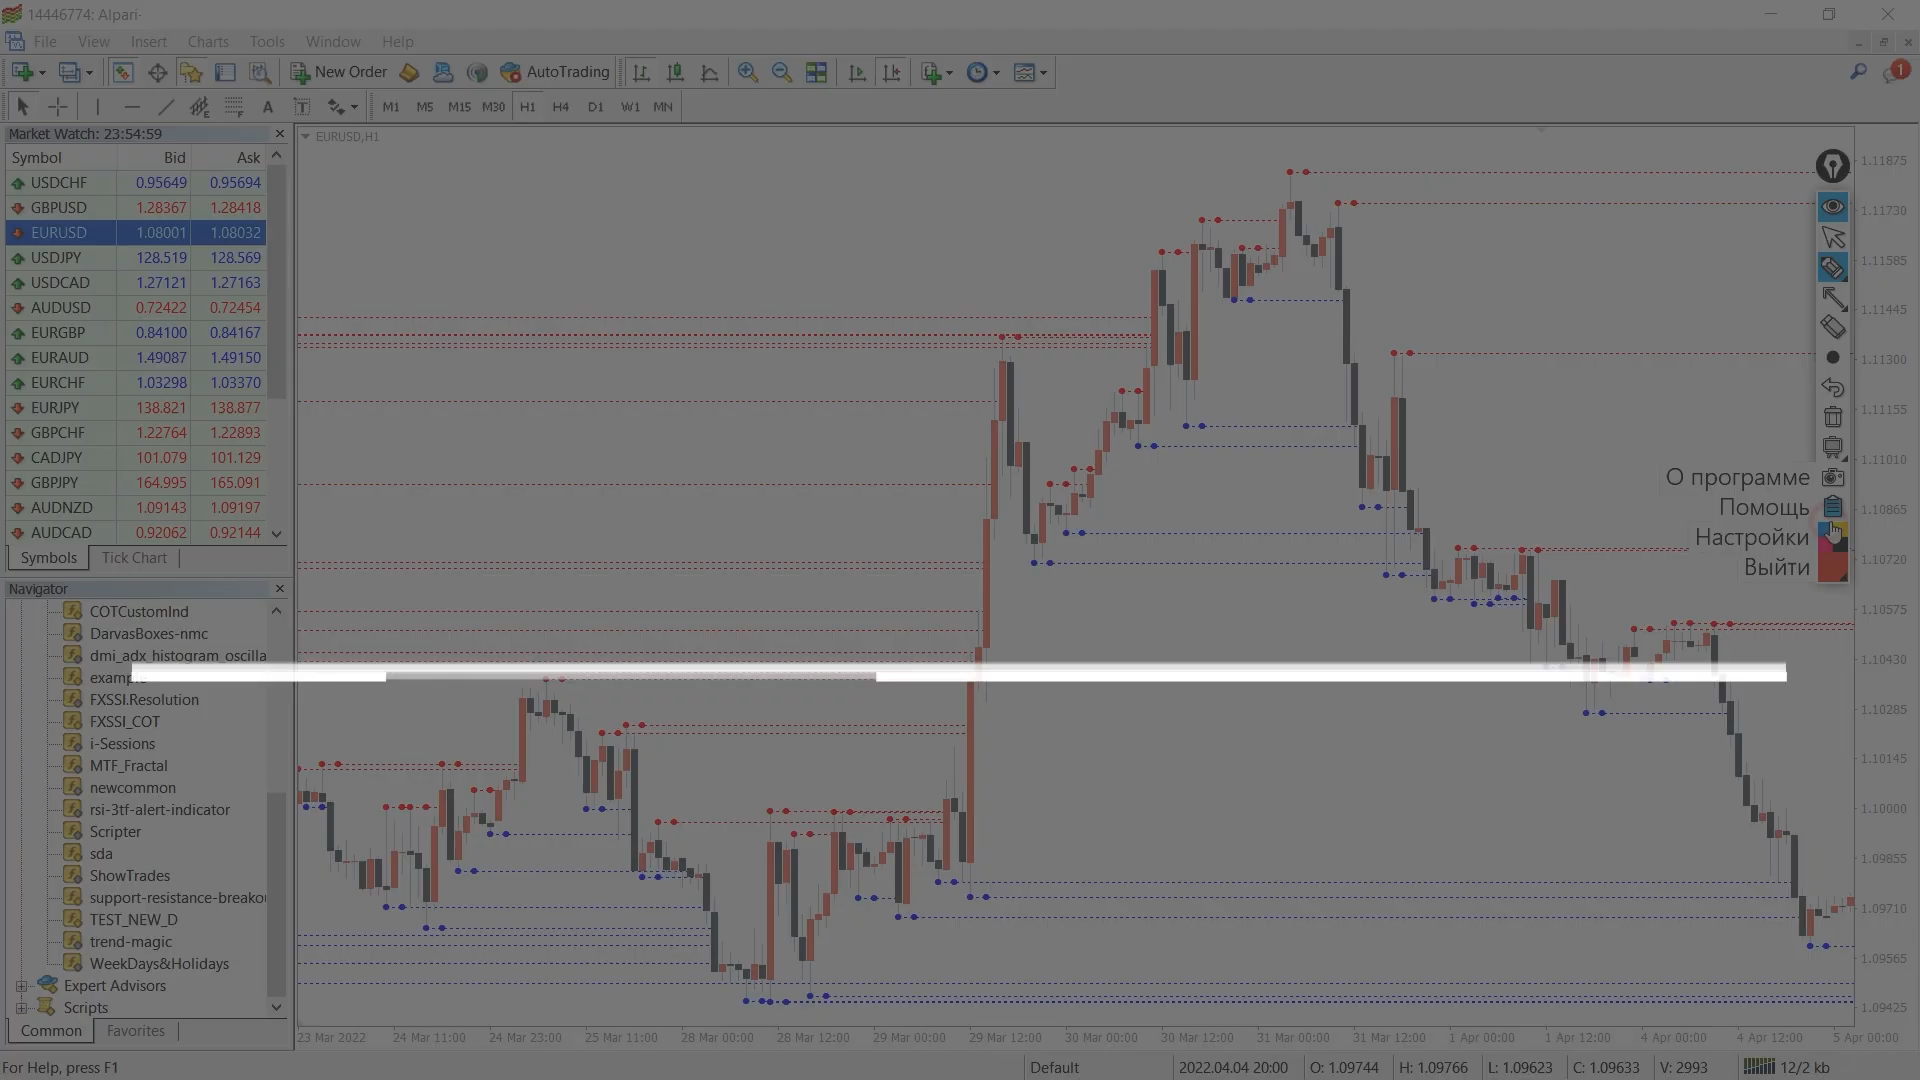 14446774: Alpari-
File View Insert Charts Tools Window Help
New Order AutoTrading
A T M1 M5 M15 M30 H1 H4 D1 W1 MN
1
Market Watch: 23:54:59
Symbol Bid Ask
USDCHF 0.95649 0.95694
GBPUSD 1.28367 1.28418
EURUSD 1.08001 1.08032
USDJPY 128.519 128.569
USDCAD 1.27121 1.27163
AUDUSD 0.72422 0.72454
EURGBP 0.84100 0.84167
EURAUD 1.49087 1.49150
EURCHF 1.03298 1.03370
EURJPY 138.821 138.877
GBPCHF 1.22764 1.22893
CADJPY 101.079 101.129
GBPJPY 164.995 165.091
AUDNZD 1.09143 1.09197
AUDCAD 0.92062 0.92144
Symbols Tick Chart
Navigator
COTCustomInd
DarvasBoxes-nmc
dmi_adx_histogram_oscilla
FXSSI.Resolution
FXSSI_COT
i-Sessions
MTF_Fractal
newcommon
rsi-3tf-alert-indicator
Scripter
sda
ShowTrades
support-resistance-breakou
TEST_NEW_D
trend-magic
WeekDays&Holidays
Expert Advisors
Scripts
Common Favorites
EURUSD,H1
О программе
Помощь
Настройки
Выйти
1.11875
1.11730
1.11585
1.11445
1.11300
1.11155
1.11010
1.10865
1.10720
1.10575
1.10430
1.10285
1.10145
1.10000
1.09855
1.09710
1.09565
1.09425
23 Mar 2022 24 Mar 11:00 24 Mar 23:00 25 Mar 11:00 28 Mar 00:00 28 Mar 12:00 29 Mar 00:00 29 Mar 12:00 30 Mar 00:00 30 Mar 12:00 31 Mar 00:00 31 Mar 12:00 1 Apr 00:00 1 Apr 12:00 4 Apr 00:00 4 Apr 12:00 5 Apr 00:00
For Help, press F1 Default 2022.04.04 20:00 O: 1.09744 H: 1.09766 L: 1.09623 C: 1.09633 V: 2993 12/2 kb